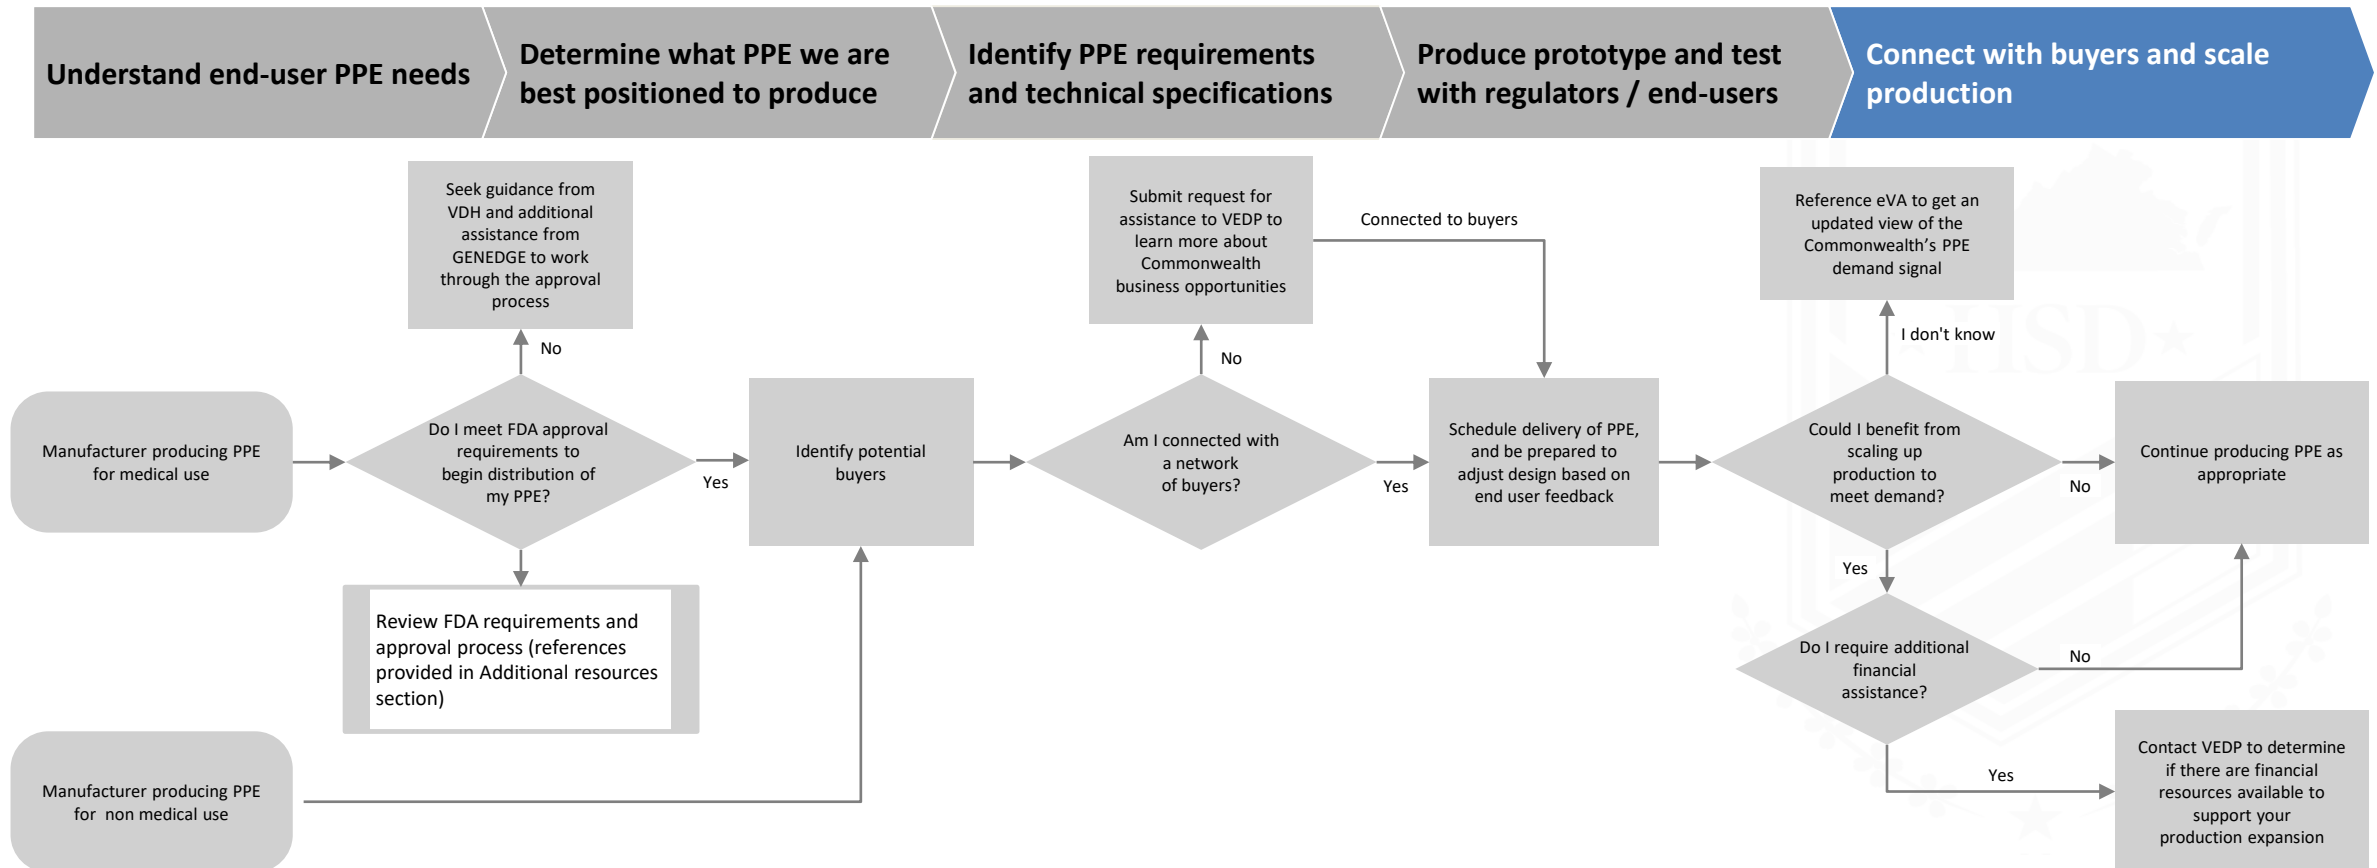 Understand end-user PPE needs
Determine what PPE we are
best positioned to produce
Identify PPE requirements
and technical specifications
Produce prototype and test
with regulators / end-users
Connect with buyers and scale
production
Seek guidance from
VDH and additional
assistance from
GENEDGE to work
through the approval
process
No
Manufacturer producing PPE
for medical use
Do I meet FDA approval
requirements to
begin distribution of
my PPE?
Yes
Review FDA requirements and
approval process (references
provided in Additional resources
section)
Manufacturer producing PPE
for non medical use
Identify potential
buyers
Submit request for
assistance to VEDP to
learn more about
Commonwealth
business opportunities
Connected to buyers
No
Am I connected with
a network
of buyers?
Yes
Schedule delivery of PPE,
and be prepared to
adjust design based on
end user feedback
Reference eVA to get an
updated view of the
Commonwealth's PPE
demand signal
I don't know
HSD
Could I benefit from
scaling up
production to
meet demand?
No
Continue producing PPE as
appropriate
Yes
Do I require additional
financial
assistance?
No
Yes
Contact VEDP to determine
if there are financial
resources available to
support your
production expansion